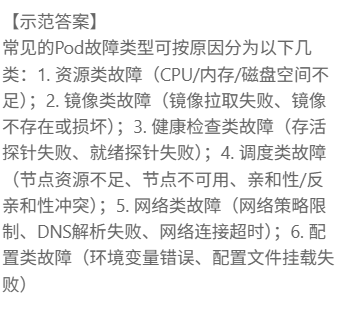 【示范答案】
常见的Pod故障类型可按原因分为以下几
类：1. 资源类故障（CPU/内存/磁盘空间不
足）；2. 镜像类故障（镜像拉取失败、镜像
不存在或损坏）；3. 健康检查类故障（存活
探针失败、就绪探针失败）；4. 调度类故障
（节点资源不足、节点不可用、亲和性/反
亲和性冲突）；5. 网络类故障（网络策略限
制、DNS解析失败、网络连接超时）；6. 配
置类故障（环境变量错误、配置文件挂载失
败）